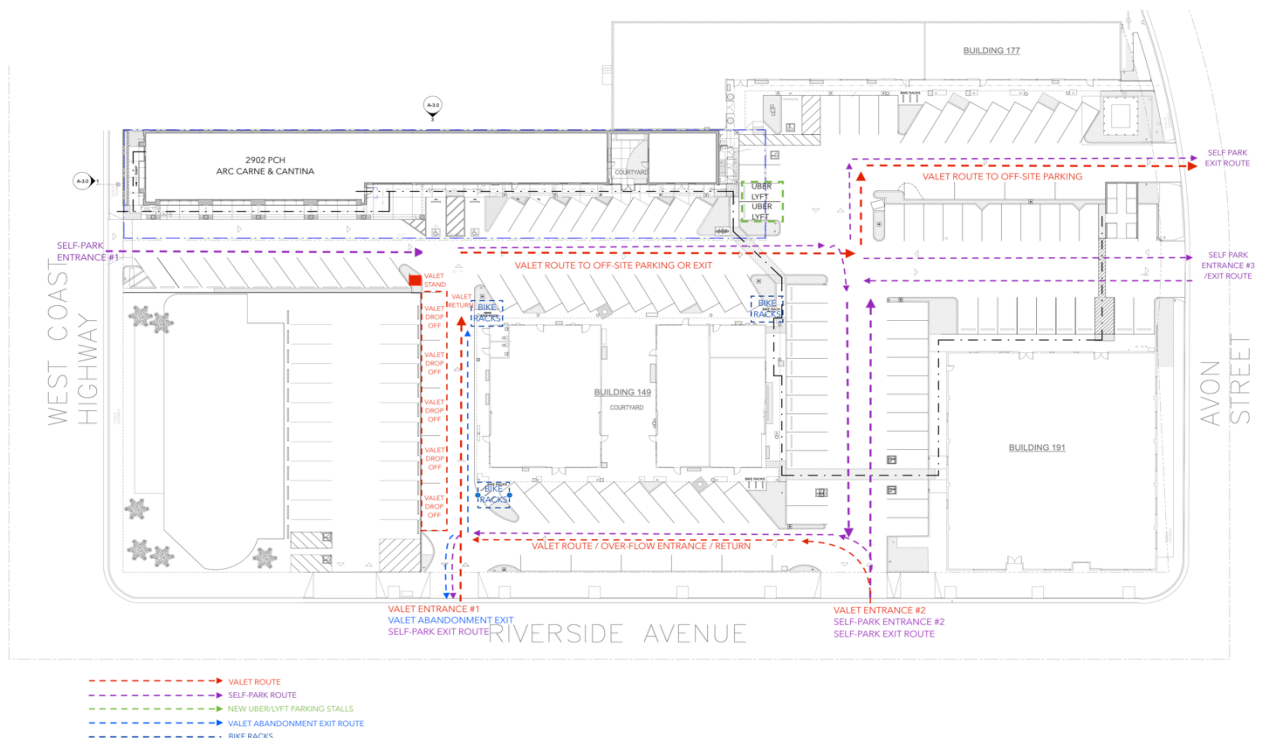 BUILDING 177
A-3.0
3
2902 PCH
ARC CARNE & CANTINA
COURTYARD
A-3.0
1
UBER
LYFT
UBER
LYFT
SELF PARK
EXIT ROUTE
VALET ROUTE TO OFF-SITE PARKING
SELF-PARK
ENTRANCE #1
VALET ROUTE TO OFF-SITE PARKING OR EXIT
SELF PARK
ENTRANCE #3
/EXIT ROUTE
VALET
STAND
VALET
RETURN
BIKE
RACKS
BIKE
RACKS
VALET
DROP
OFF
VALET
DROP
OFF
VALET
DROP
OFF
VALET
DROP
OFF
VALET
DROP
OFF
WEST COAST
HIGHWAY
AVON
STREET
BUILDING 149
COURTYARD
BUILDING 191
BIKE RACKS
BIKE
RACKS
BIKE RACKS
VALET ROUTE / OVER-FLOW ENTRANCE / RETURN
VALET ENTRANCE #1
VALET ABANDONMENT EXIT
SELF-PARK EXIT ROUTE
RIVERSIDE AVENUE
VALET ENTRANCE #2
SELF-PARK ENTRANCE #2
SELF-PARK EXIT ROUTE
VALET ROUTE
SELF-PARK ROUTE
NEW UBER/LYFT PARKING STALLS
VALET ABANDONMENT EXIT ROUTE
BIKE RACKS